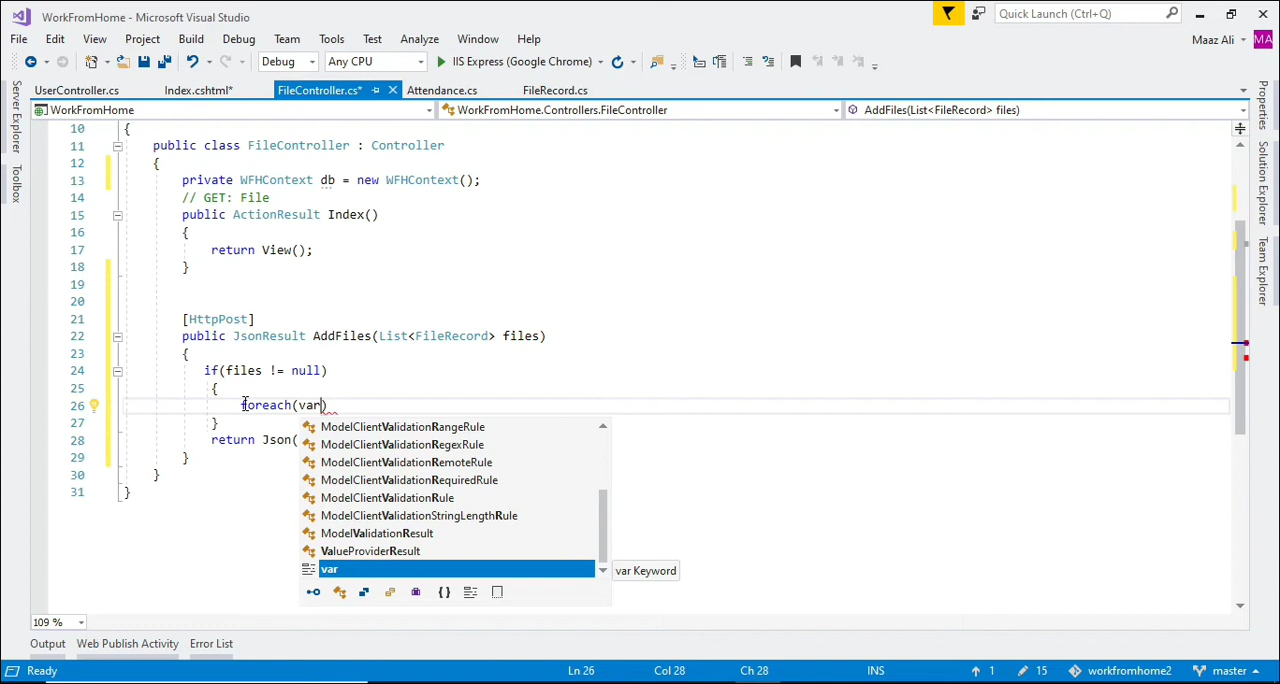 WorkFromHome - Microsoft Visual Studio
Quick Launch (Ctrl+Q)
File Edit View Project Build Debug Team Tools Test Analyze Window Help
Maaz Ali MA
Debug Any CPU IIS Express (Google Chrome)
UserController.cs Index.cshtml* FileController.cs* Attendance.cs FileRecord.cs
WorkFromHome WorkFromHome.Controllers.FileController AddFiles(List<FileRecord> files)
Server Explorer
Toolbox
Properties
Solution Explorer
Team Explorer
10 {
11 public class FileController : Controller
12 {
13 private WFHContext db = new WFHContext();
14 // GET: File
15 public ActionResult Index()
16 {
17 return View();
18 }
19
20
21 [HttpPost]
22 public JsonResult AddFiles(List<FileRecord> files)
23 {
24 if(files != null)
25 {
26 foreach(var)
27 }
28 return Json(
29 }
30 }
31 }
ModelClientValidationRangeRule
ModelClientValidationRegexRule
ModelClientValidationRemoteRule
ModelClientValidationRequiredRule
ModelClientValidationRule
ModelClientValidationStringLengthRule
ModelValidationResult
ValueProviderResult
var
var Keyword
109 %
Output Web Publish Activity Error List
Ready Ln 26 Col 28 Ch 28 INS 1 15 workfromhome2 master